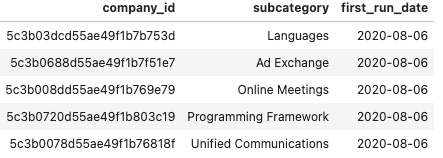 company_id subcategory first_run_date
5c3b03dcd55ae49f1b7b753d Languages 2020-08-06
5c3b0688d55ae49f1b7f51e7 Ad Exchange 2020-08-06
5c3b008dd55ae49f1b769e79 Online Meetings 2020-08-06
5c3b0720d55ae49f1b803c19 Programming Framework 2020-08-06
5c3b0078d55ae49f1b76818f Unified Communications 2020-08-06